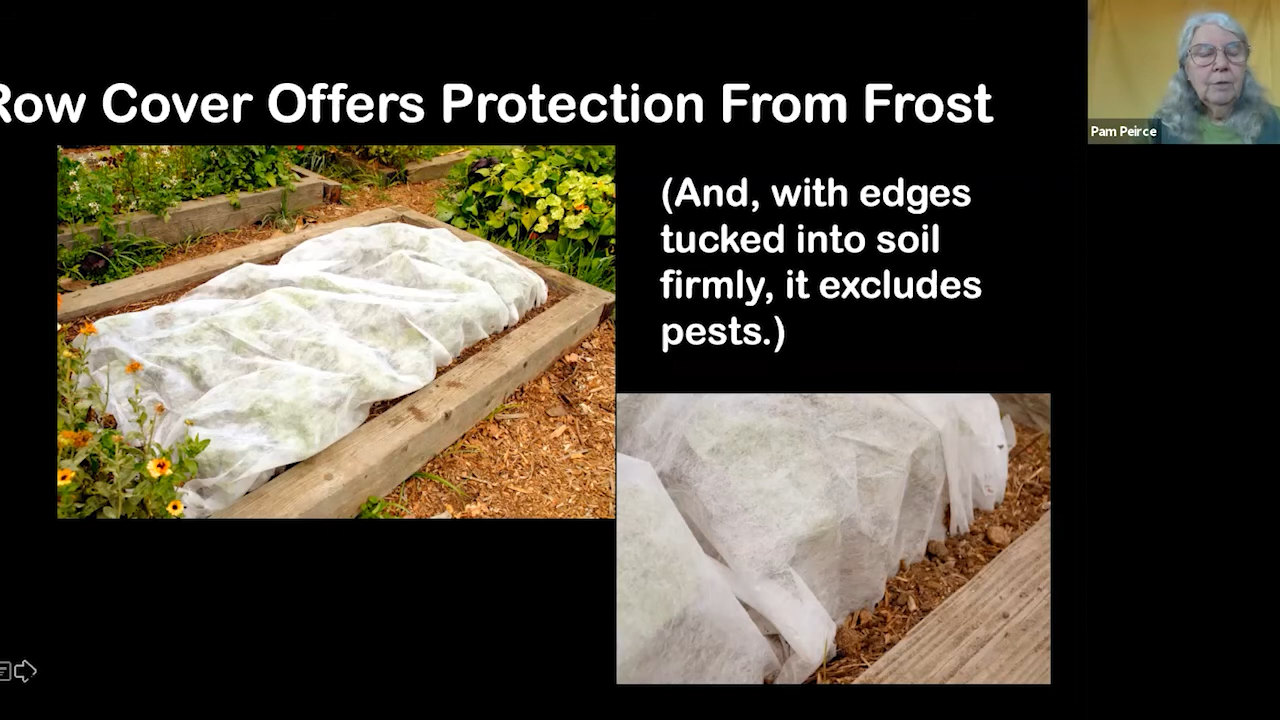 Row Cover Offers Protection From Frost
Pam Peirce
(And, with edges
tucked into soil
firmly, it excludes
pests.)